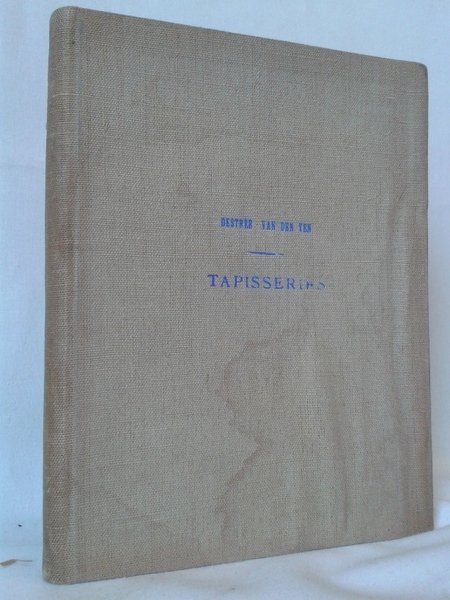 DESTRÉE - VAN DEN VEN
TAPISSERIES